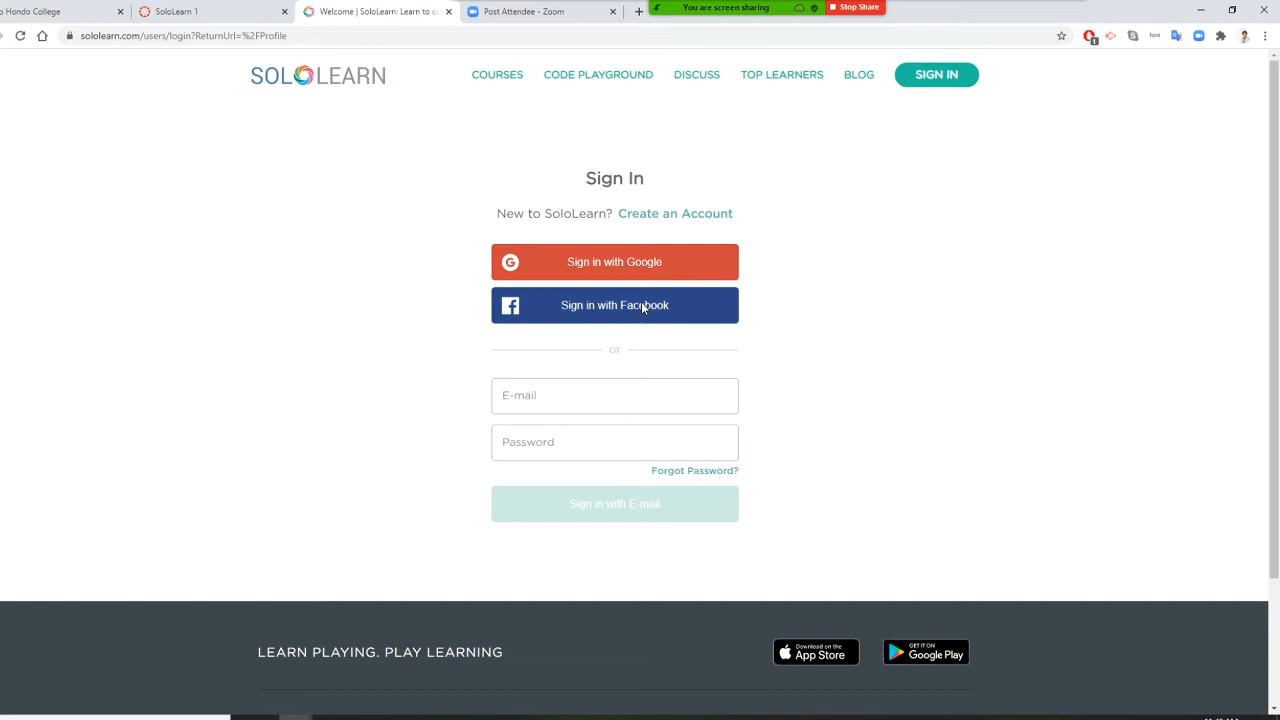 Hondo College
SoloLearn 1
Welcome | SoloLearn: Learn to c
Post Attendee - Zoom
You are screen sharing
Stop Share
sololearn.com/users/login?ReturnUrl=%2FProfile
SOLOLEARN
COURSES
CODE PLAYGROUND
DISCUSS
TOP LEARNERS
BLOG
SIGN IN
Sign In
New to SoloLearn? Create an Account
Sign in with Google
Sign in with Facebook
or
E-mail
Password
Forgot Password?
Sign in with E-mail
LEARN PLAYING. PLAY LEARNING
Download on the
App Store
GET IT ON
Google Play